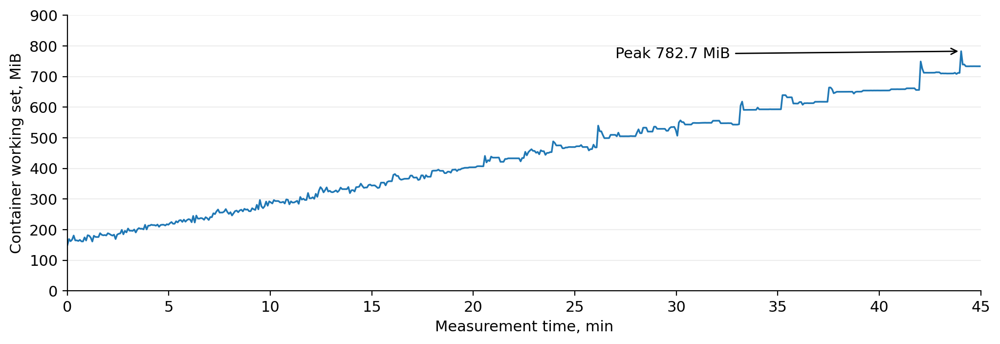 900
800
700
600
500
400
300
200
100
0
Container working set, MiB
Peak 782.7 MiB
0 5 10 15 20 25 30 35 40 45
Measurement time, min